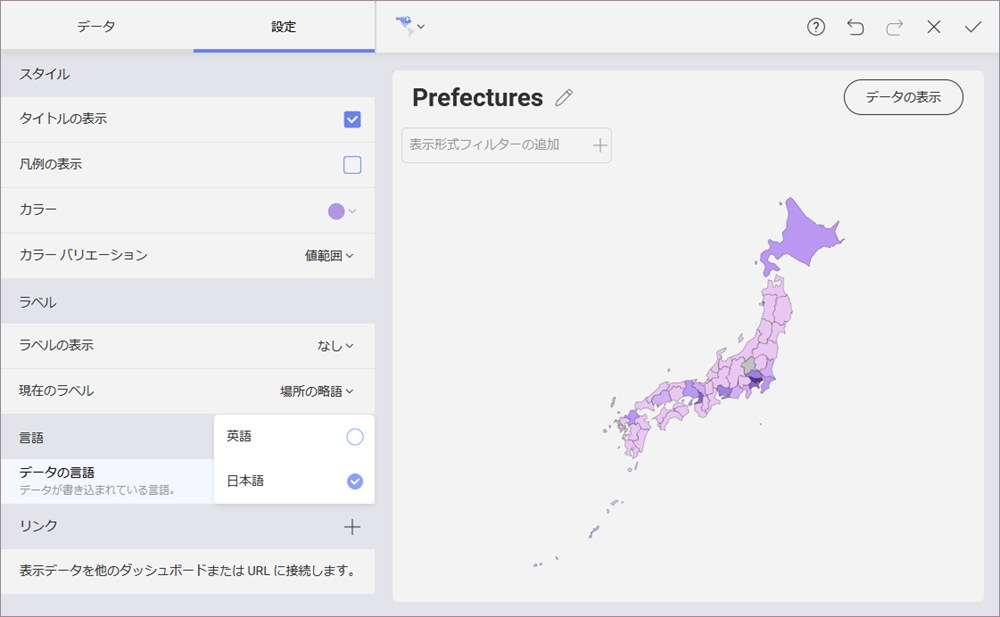 データ
設定
スタイル
タイトルの表示
凡例の表示
カラー
カラー バリエーション
値範囲
ラベル
ラベルの表示
なし
現在のラベル
場所の略語
言語
データの言語
データが書き込まれている言語。
英語
日本語
リンク
表示データを他のダッシュボードまたは URL に接続します。
Prefectures
データの表示
表示形式フィルターの追加